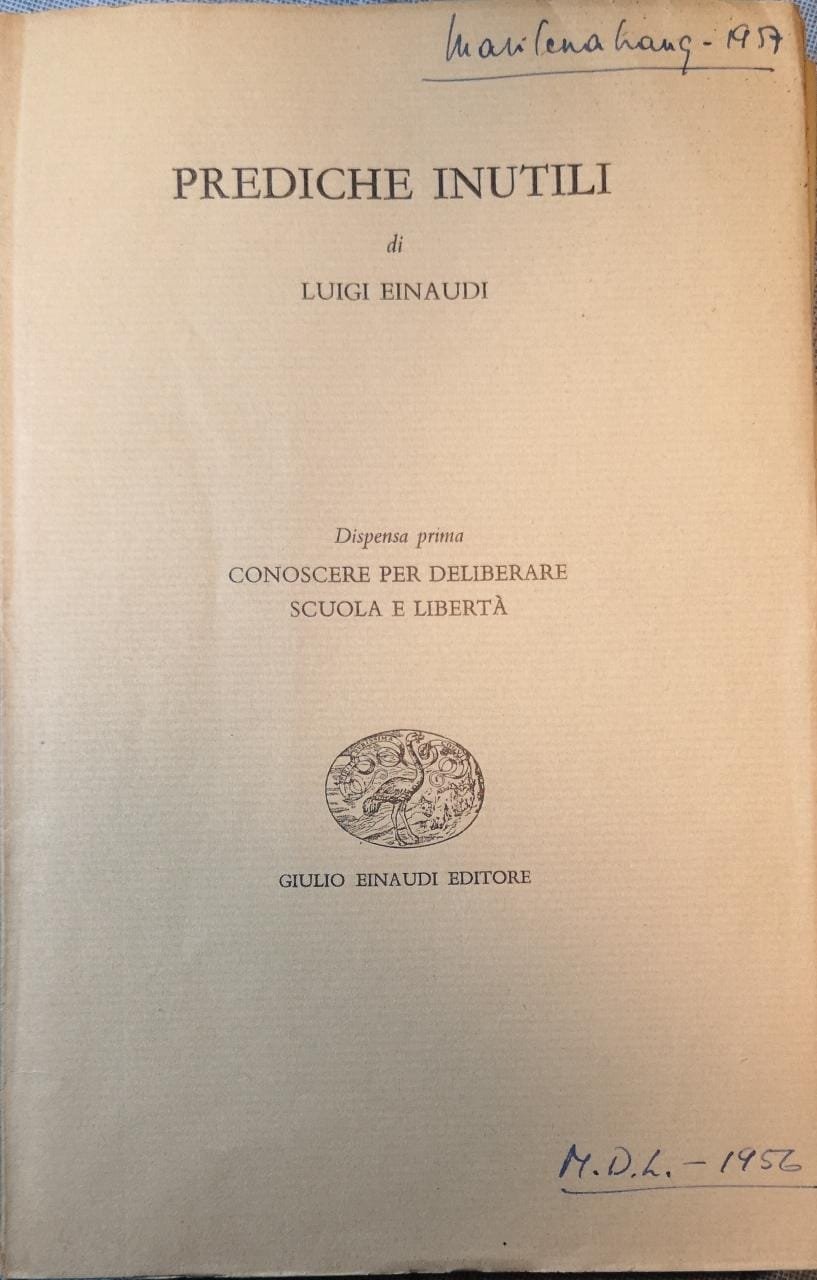 1957
PREDICHE INUTILI
di
LUIGI EINAUDI
Dispensa prima
CONOSCERE PER DELIBERARE
SCUOLA E LIBERTÀ
GIULIO EINAUDI EDITORE
M.D.L. - 1956